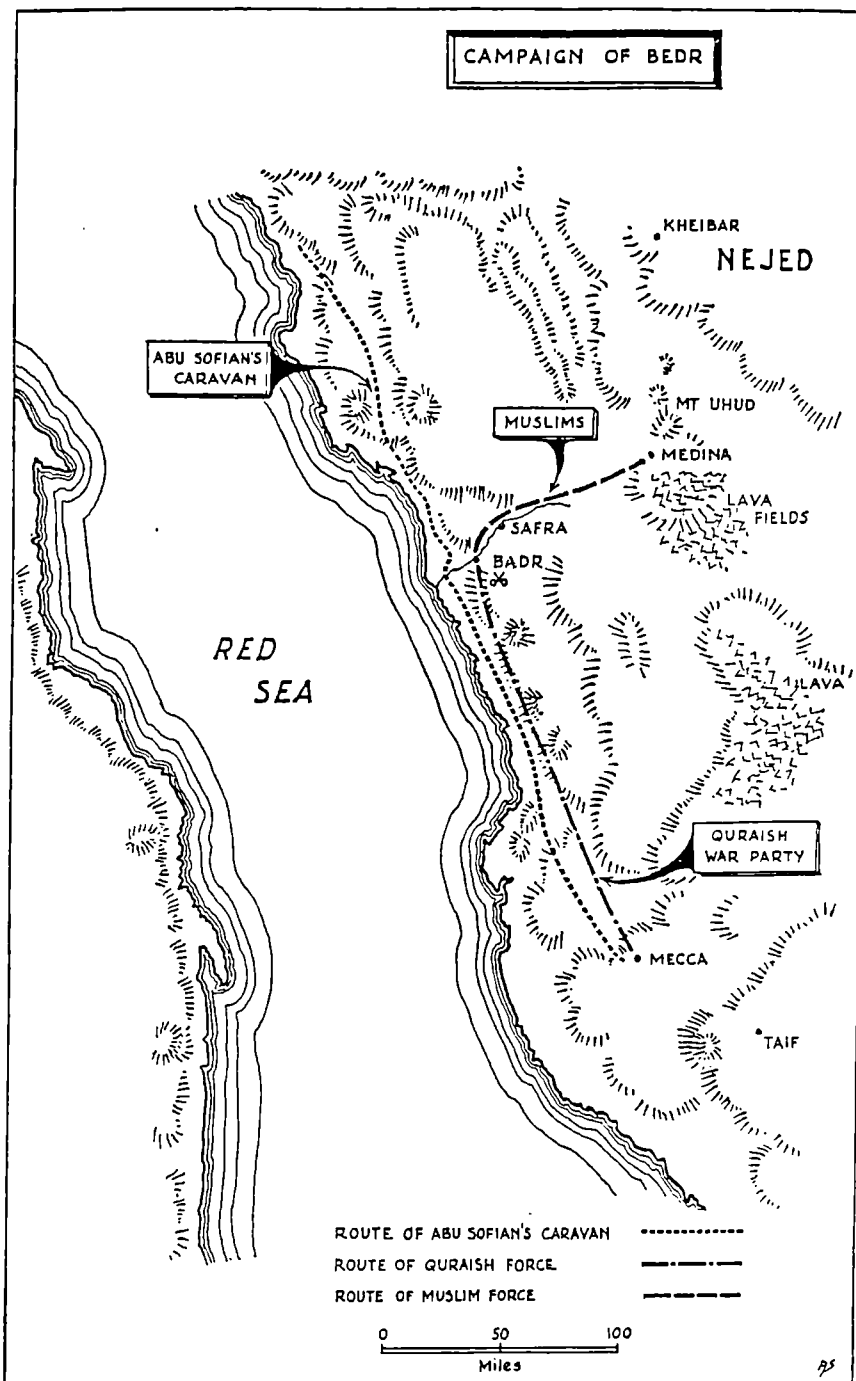 CAMPAIGN OF BEDR
KHEIBAR
NEJED
ABU SOFIAN'S
CARAVAN
MT UHUD
MUSLIMS
MEDINA
LAVA
FIELDS
SAFRA
BADR
RED
SEA
LAVA
QURAISH
WAR PARTY
MECCA
TAIF
ROUTE OF ABU SOFIAN'S CARAVAN
ROUTE OF QURAISH FORCE
ROUTE OF MUSLIM FORCE
0 50 100
Miles